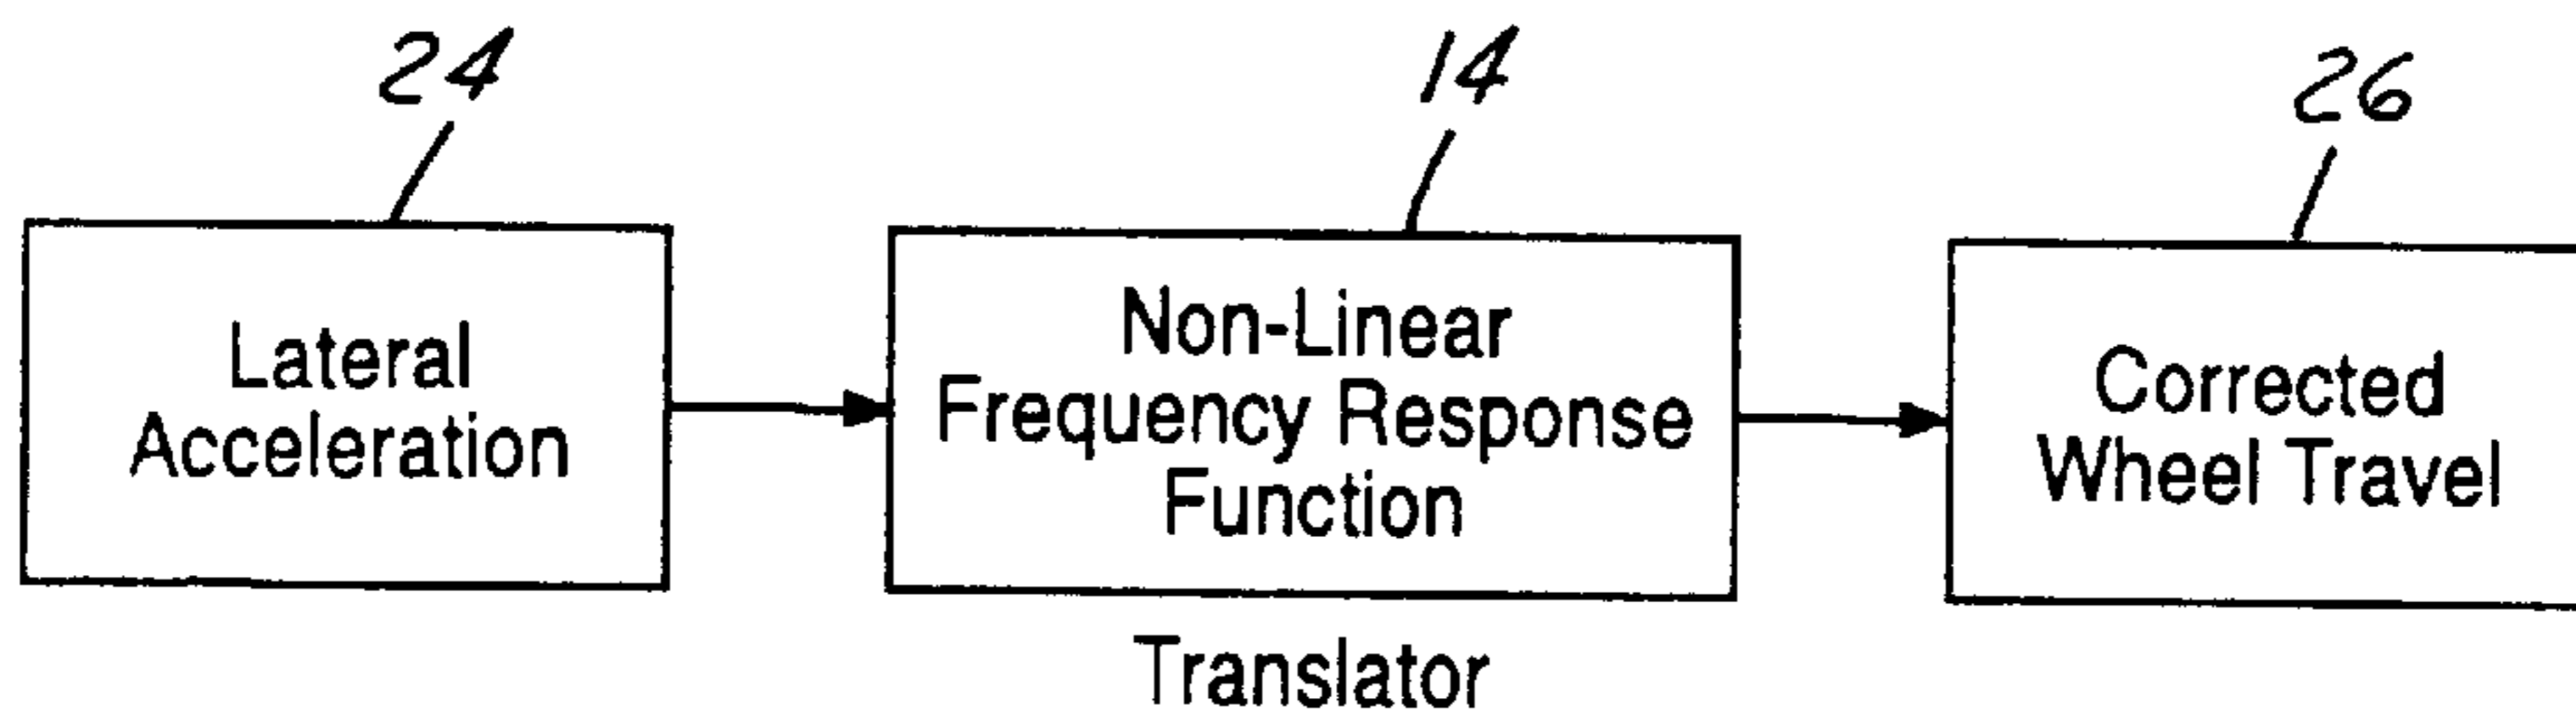 24
14
26
Lateral
Acceleration
Non-Linear
Frequency Response
Function
Corrected
Wheel Travel
Translator